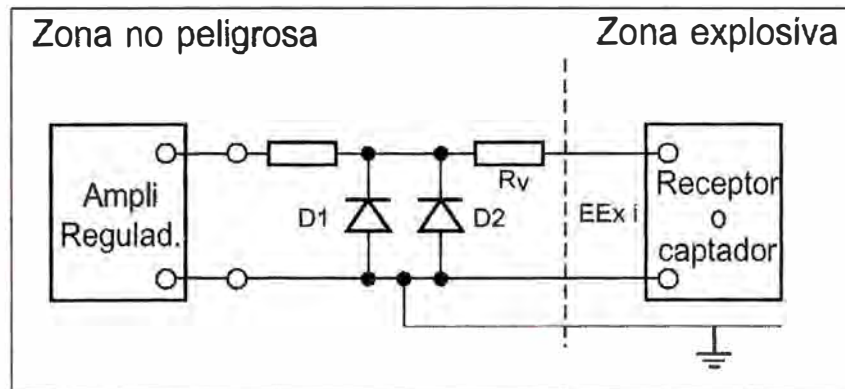 Zona no peligrosa
Zona explosiva
Ampli
Regulad.
D1
D2
Rv
EEx i
Receptor
o
captador